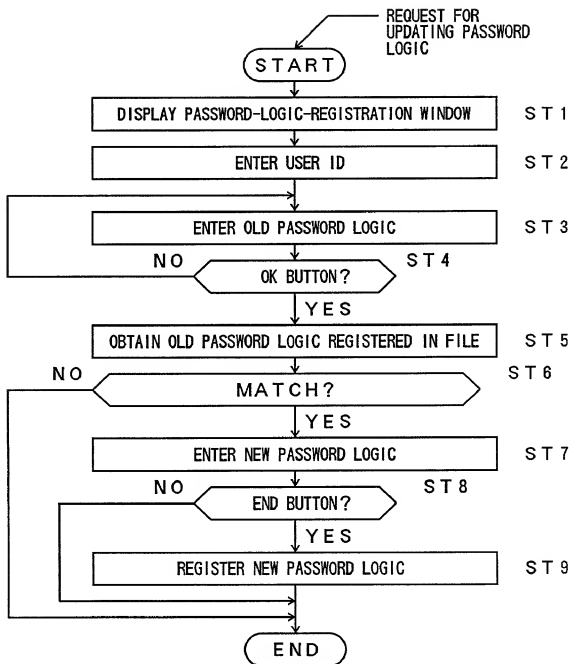 REQUEST FOR
UPDATING PASSWORD
LOGIC
START
DISPLAY PASSWORD-LOGIC-REGISTRATION WINDOW ST1
ENTER USER ID ST2
ENTER OLD PASSWORD LOGIC ST3
NO ST4
OK BUTTON?
YES
OBTAIN OLD PASSWORD LOGIC REGISTERED IN FILE ST5
NO ST6
MATCH?
YES
ENTER NEW PASSWORD LOGIC ST7
NO ST8
END BUTTON?
YES
REGISTER NEW PASSWORD LOGIC ST9
END